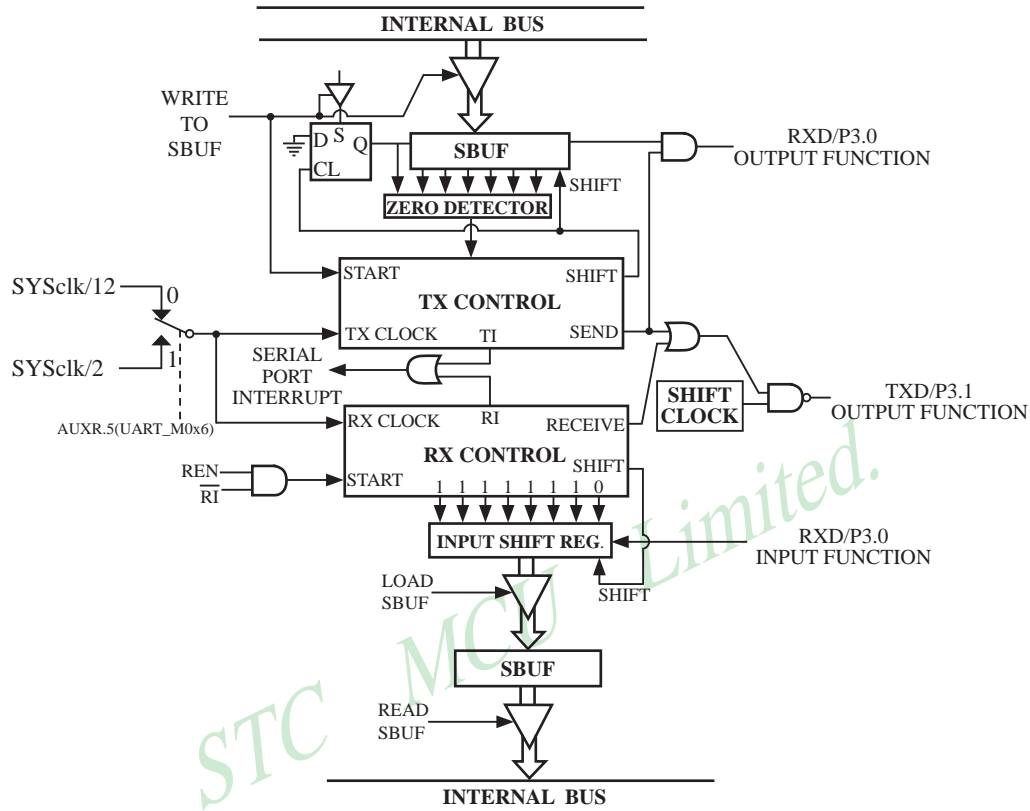 INTERNAL BUS
WRITE
TO
SBUF
D S Q
CL
SBUF
RXD/P3.0
OUTPUT FUNCTION
SHIFT
ZERO DETECTOR
START
SHIFT
TX CONTROL
SYSclk/12
0
TX CLOCK
TI
SEND
SYSclk/2
1
SERIAL
PORT
INTERRUPT
SHIFT
CLOCK
TXD/P3.1
OUTPUT FUNCTION
RX CLOCK
RI
RECEIVE
AUXR.5(UART_M0x6)
RX CONTROL
SHIFT
REN
RI
START
1 1 1 1 1 1 1 0
INPUT SHIFT REG.
RXD/P3.0
INPUT FUNCTION
LOAD
SBUF
SHIFT
SBUF
READ
SBUF
INTERNAL BUS
STC MCU Limited.